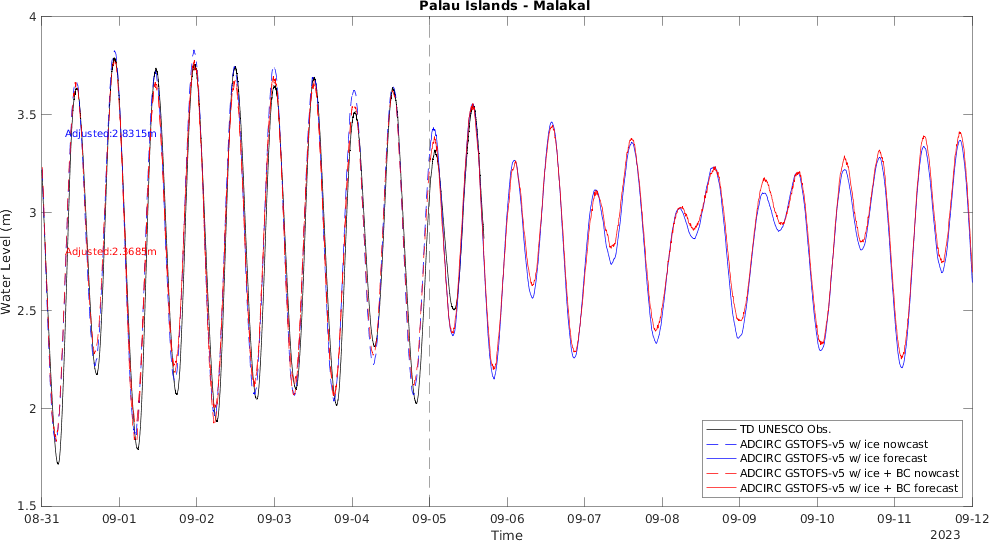 Palau Islands - Malakal
4
3.5
3
2.5
2
1.5
Water Level (m)
Adjusted:2.8315m
Adjusted:2.3685m
TD UNESCO Obs.
ADCIRC GSTOFS-v5 w/ ice nowcast
ADCIRC GSTOFS-v5 w/ ice forecast
ADCIRC GSTOFS-v5 w/ ice + BC nowcast
ADCIRC GSTOFS-v5 w/ ice + BC forecast
08-31 09-01 09-02 09-03 09-04 09-05 09-06 09-07 09-08 09-09 09-10 09-11 09-12
Time
2023